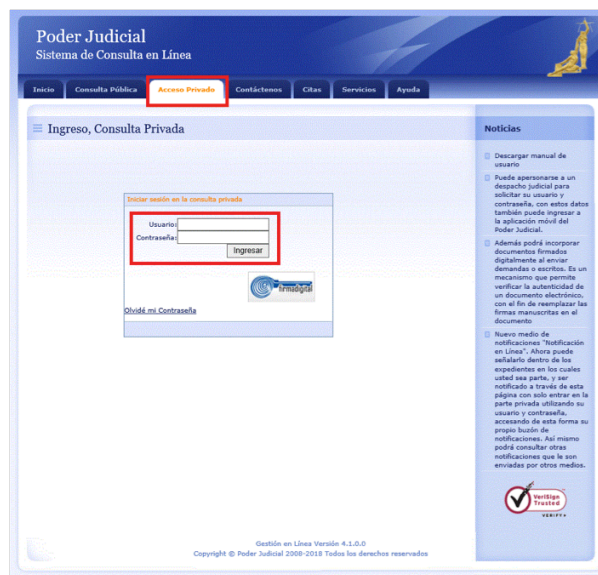 Poder Judicial
Sistema de Consulta en Línea
Inicio
Consulta Pública
Acceso Privado
Contáctenos
Citas
Servicios
Ayuda
Ingreso, Consulta Privada
Iniciar sesión en la consulta privada
Usuario:
Contraseña:
Ingresar
firmadigital
Olvidé mi Contraseña
Noticias
Descargar manual de
usuario
Puede apersonarse a un
despacho judicial para
solicitar su usuario y
contraseña, con estos datos
también puede ingresar a
la aplicación móvil del
Poder Judicial.
Además podrá incorporar
documentos firmados
digitalmente al enviar
demandas o escritos. Es un
mecanismo que permite
verificar la autenticidad de
un documento electrónico,
con el fin de reemplazar las
firmas manuscritas en el
documento
Nuevo medio de
notificaciones "Notificación
en Línea". Ahora puede
señalarlo dentro de los
expedientes en los cuales
usted sea parte, y ser
notificado a través de esta
página con solo entrar en la
parte privada utilizando su
usuario y contraseña,
accesando de esta forma su
propio buzón de
notificaciones. Así mismo
podrá consultar otras
notificaciones que le son
enviadas por otros medios.
VeriSign
Trusted
VERIFY
Gestión en Línea Versión 4.1.0.0
Copyright © Poder Judicial 2008-2018 Todos los derechos reservados